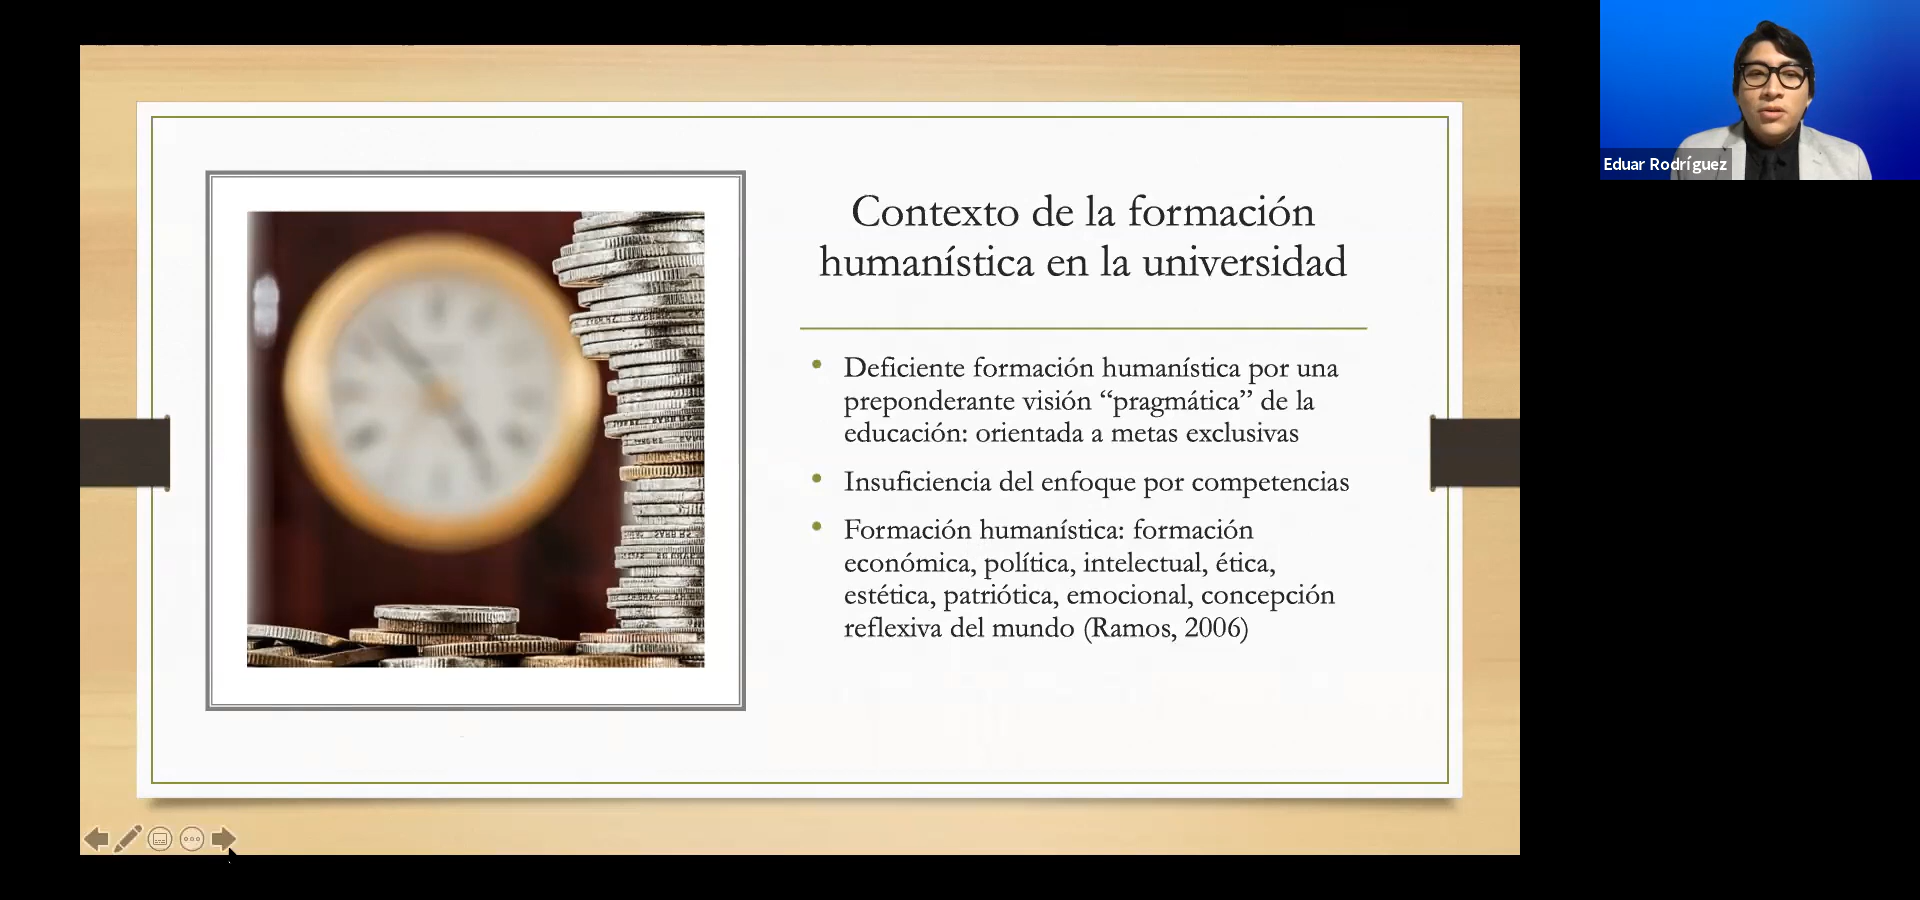 Contexto de la formación
humanística en la universidad
Deficiente formación humanística por una
preponderante visión “pragmática” de la
educación: orientada a metas exclusivas
Insuficiencia del enfoque por competencias
Formación humanística: formación
económica, política, intelectual, ética,
estética, patriótica, emocional, concepción
reflexiva del mundo (Ramos, 2006)
Eduar Rodríguez